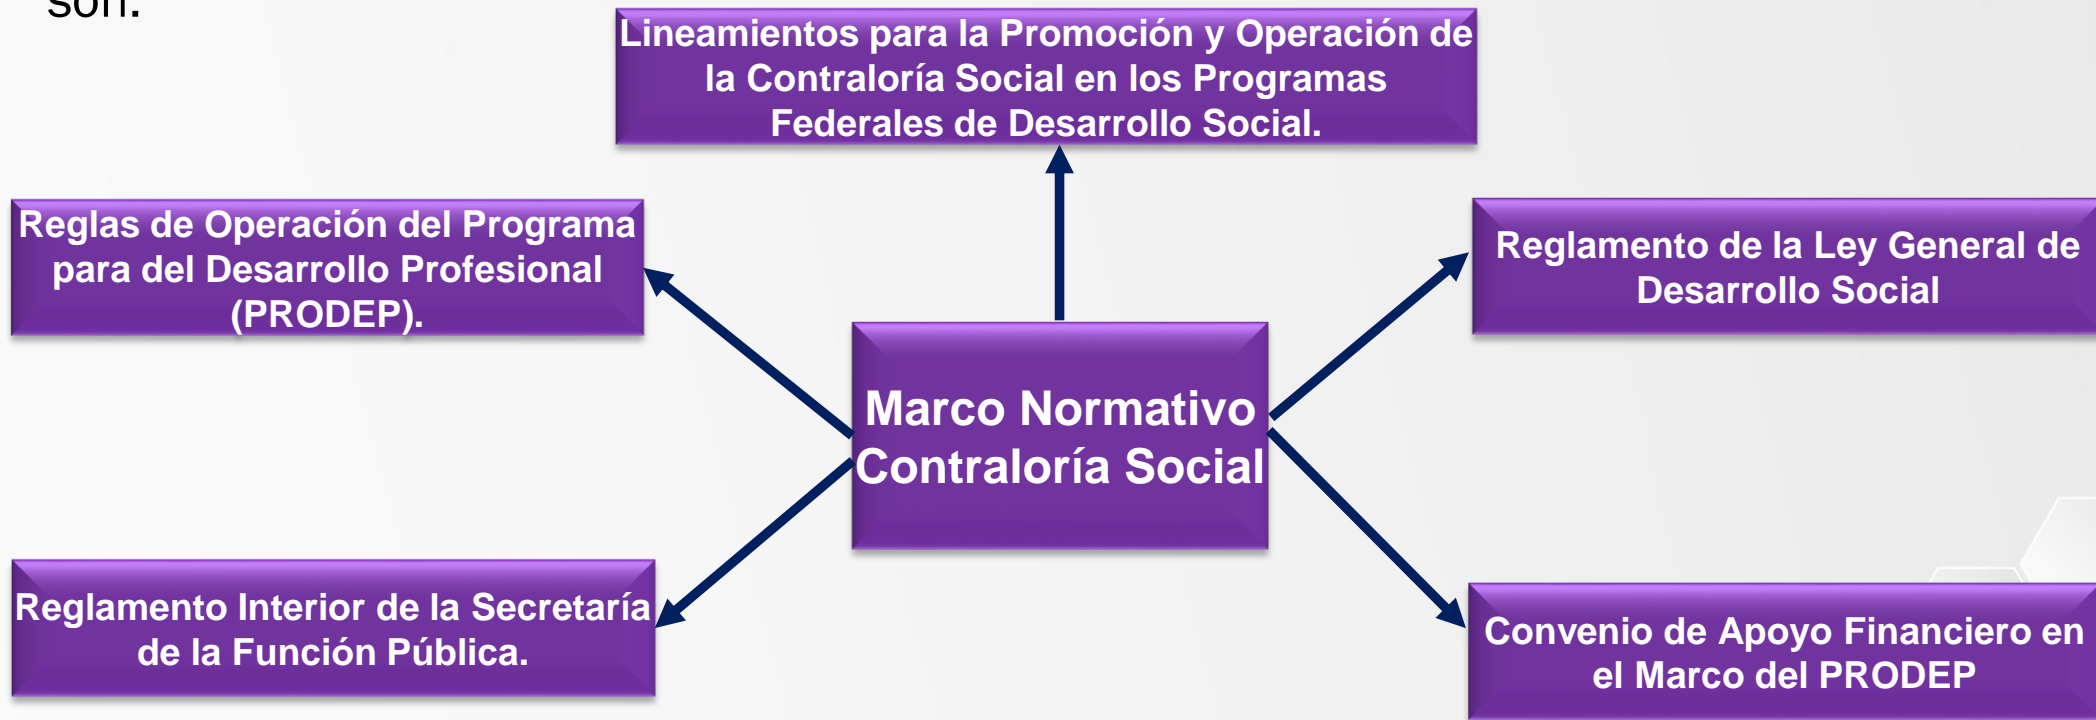 son:
Lineamientos para la Promoción y Operación de
la Contraloría Social en los Programas
Federales de Desarrollo Social.
Reglas de Operación del Programa
para del Desarrollo Profesional
(PRODEP).
Reglamento de la Ley General de
Desarrollo Social
Marco Normativo
Contraloría Social
Reglamento Interior de la Secretaría
de la Función Pública.
Convenio de Apoyo Financiero en
el Marco del PRODEP